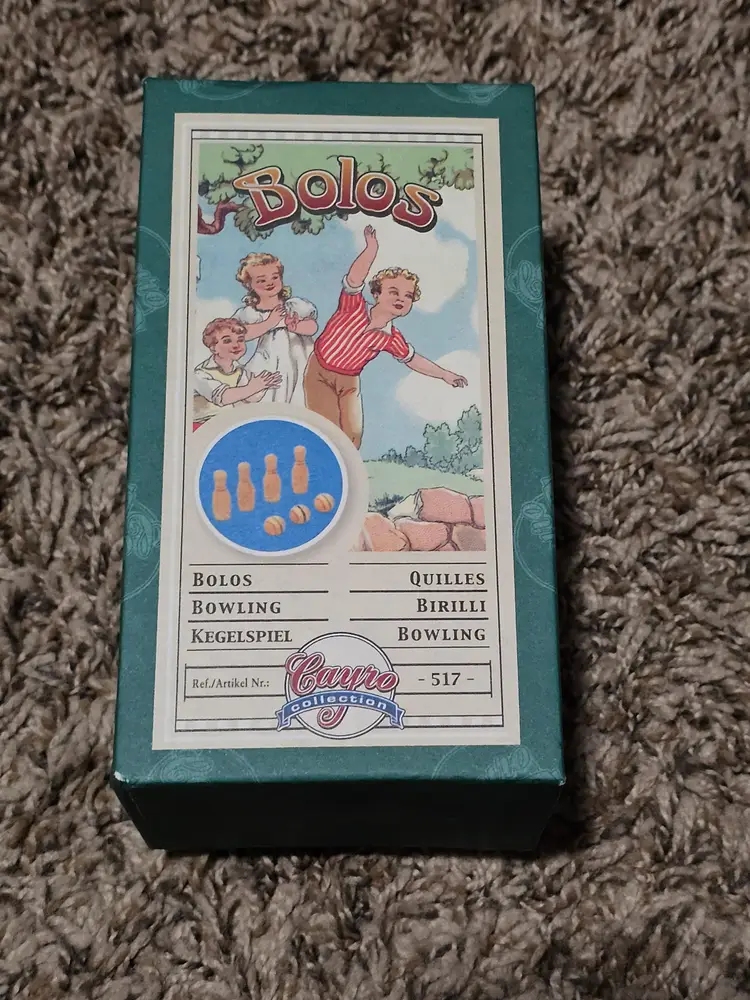 Bolos
BOLOS
BOWLING
KEGELSPIEL
QUILLES
BIRILLI
BOWLING
Ref./Artikel Nr.:
Cayro
collection
- 517 -